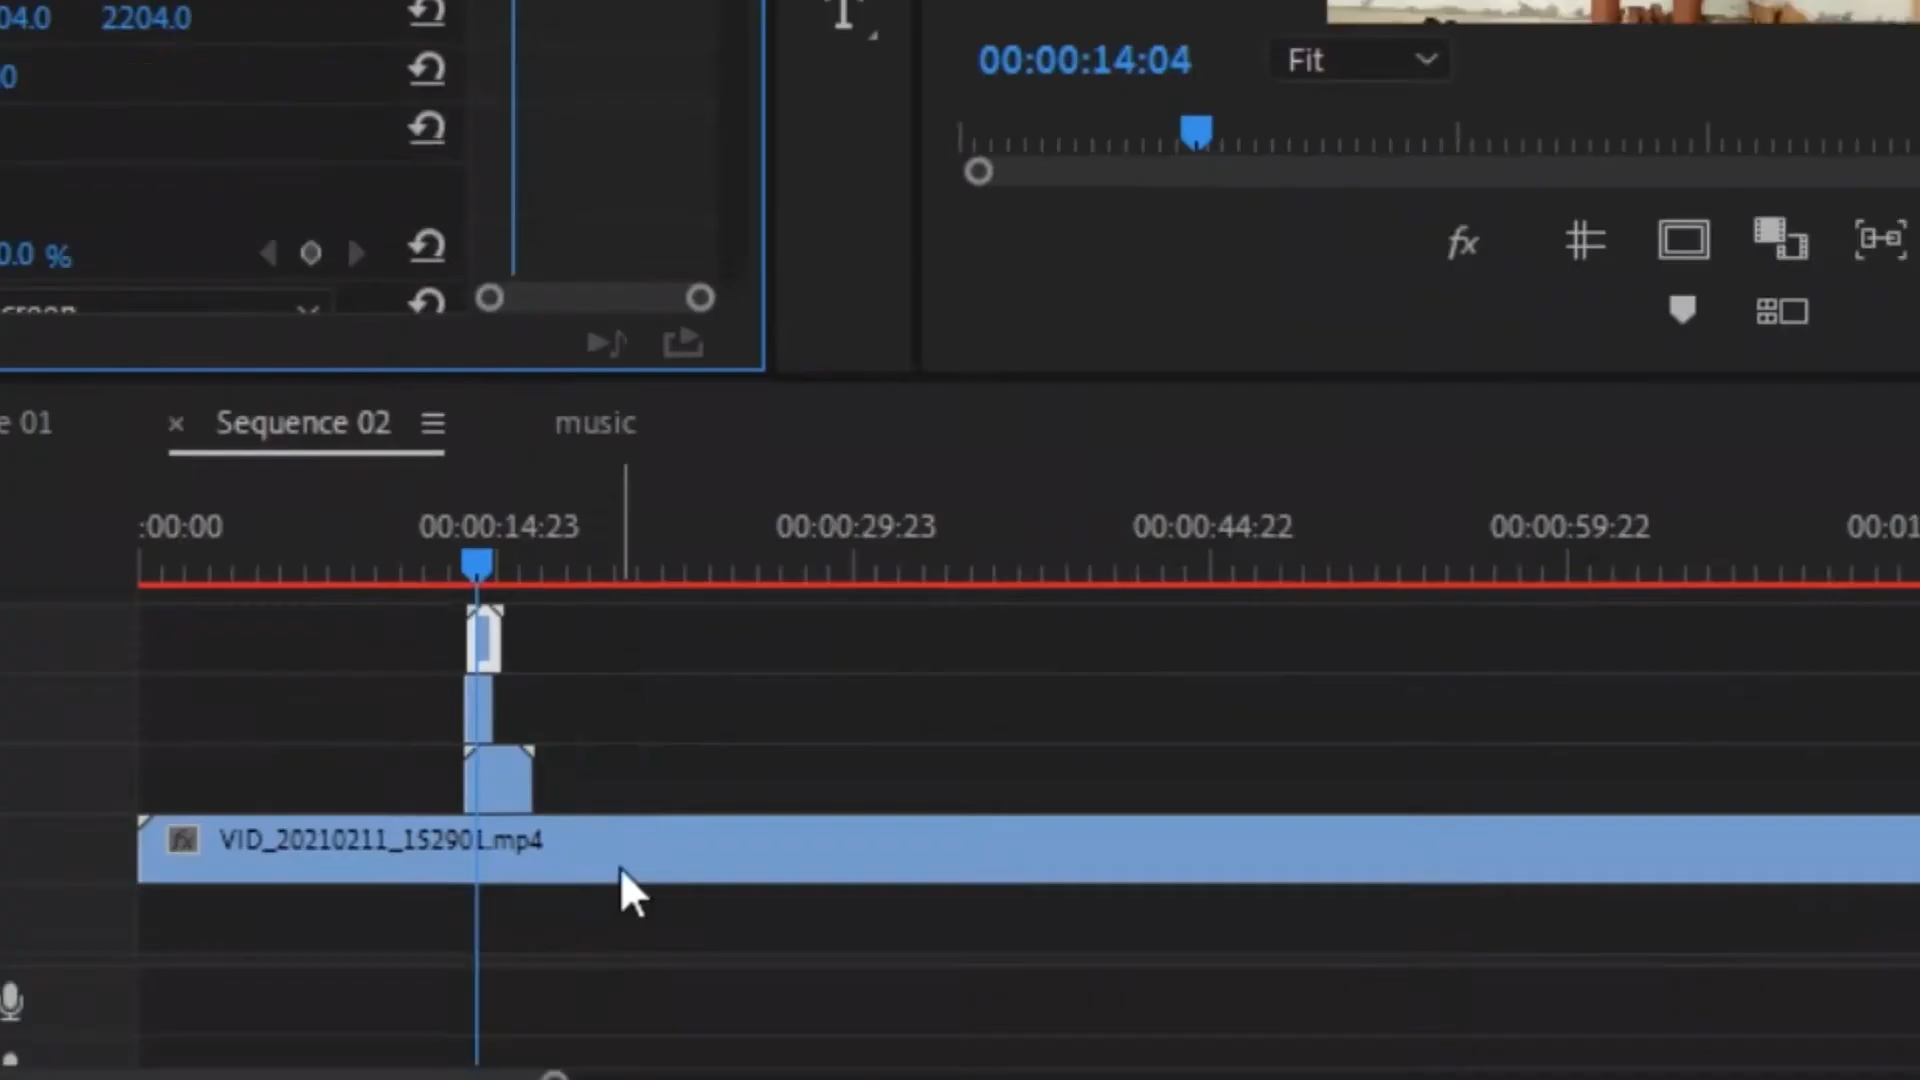 04.0 2204.0
T
00:00:14:04 Fit
0
0.0 %
fx
e 01 × Sequence 02 music
:00:00 00:00:14:23 00:00:29:23 00:00:44:22 00:00:59:22 00:01
fx VID_20210211_152901.mp4